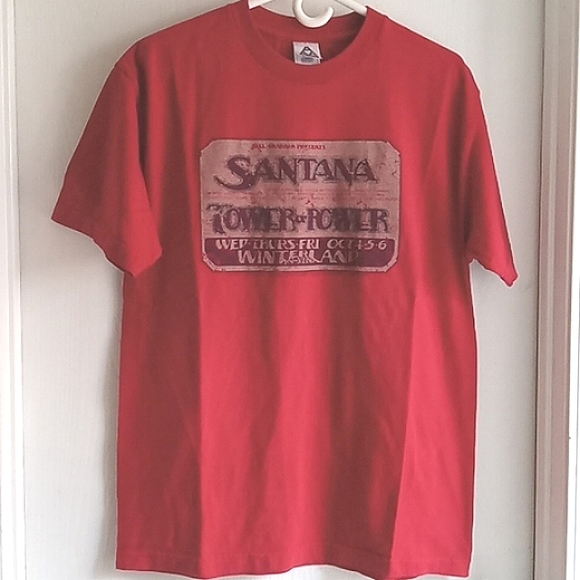 BILL GRAHAM PRESENTS
SANTANA
TOWER OF POWER
WED-THURS-FRI OCT 4-5-6
WINTERLAND